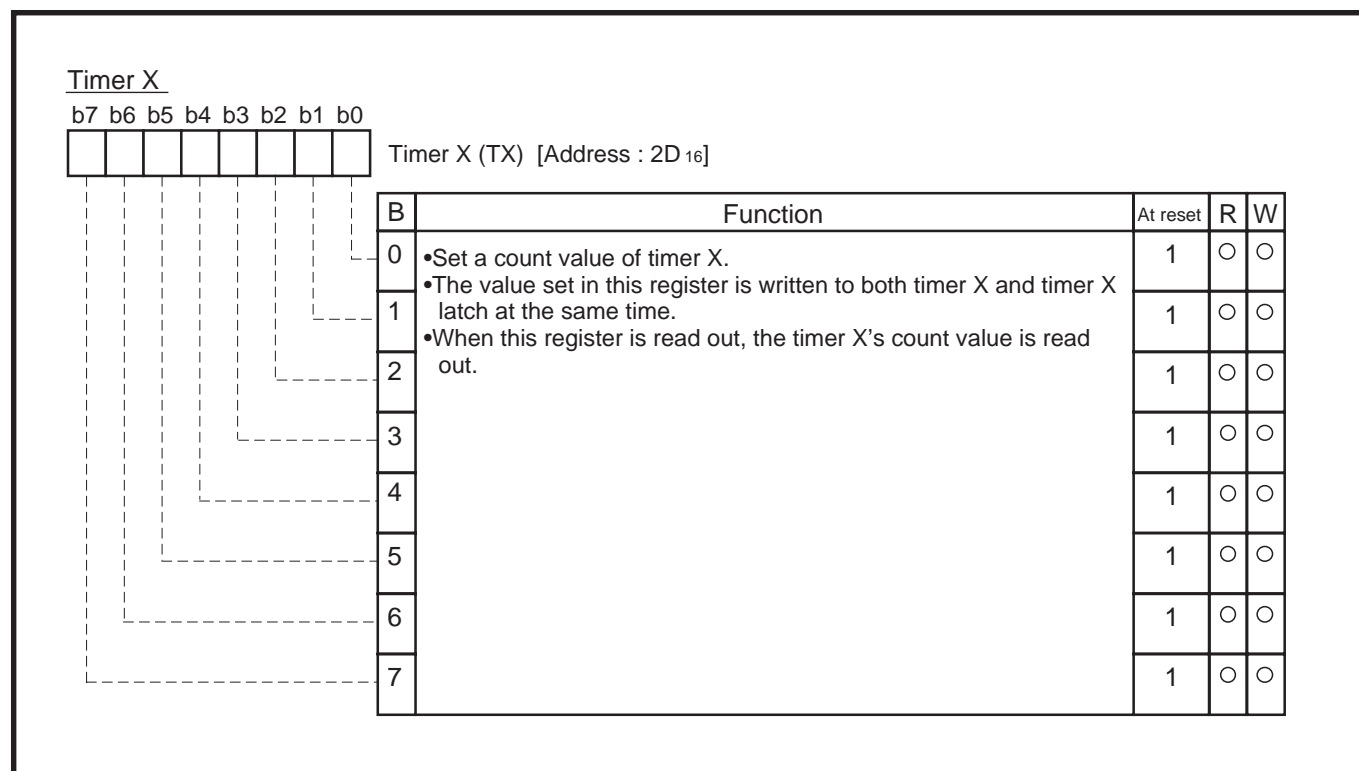 Timer X
b7 b6 b5 b4 b3 b2 b1 b0
Timer X (TX) [Address : 2D 16]
B Function At reset R W
0 •Set a count value of timer X. 1 ○ ○
•The value set in this register is written to both timer X and timer X
1 latch at the same time. 1 ○ ○
•When this register is read out, the timer X's count value is read
2 out. 1 ○ ○
3 1 ○ ○
4 1 ○ ○
5 1 ○ ○
6 1 ○ ○
7 1 ○ ○